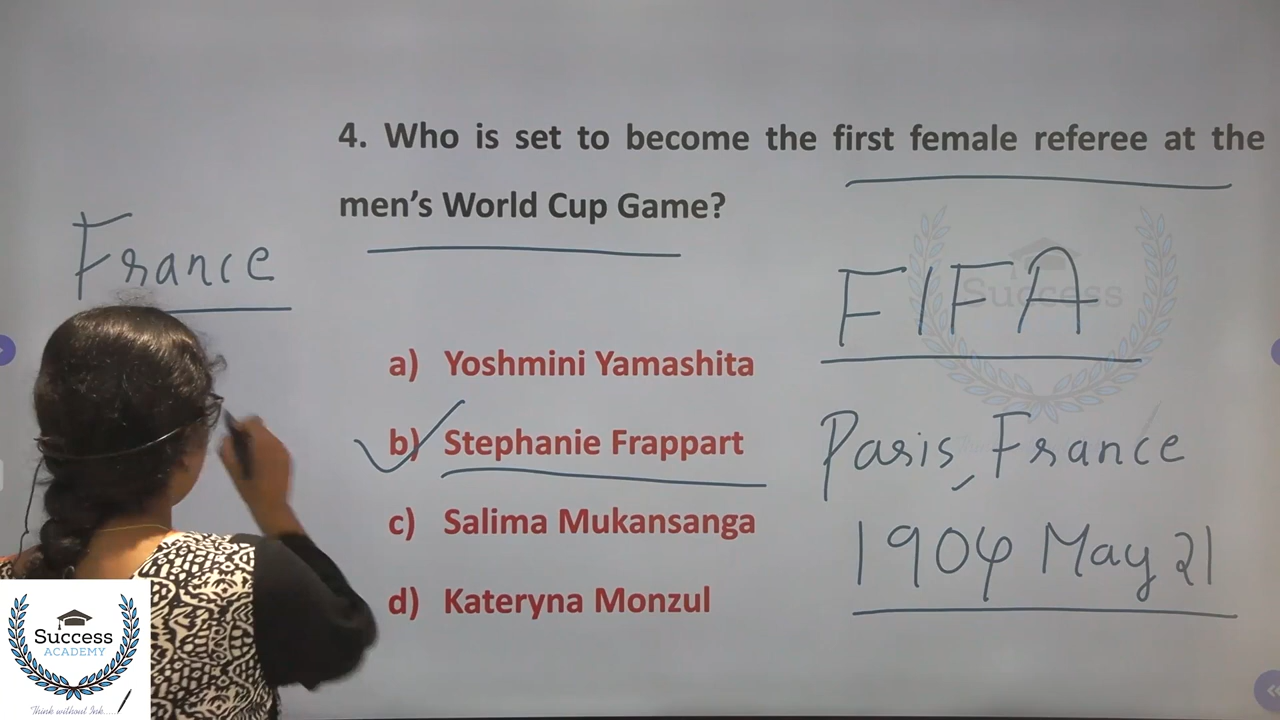 4. Who is set to become the first female referee at the
men's World Cup Game?
France
FIFA
Success
a) Yoshmini Yamashita
b) Stephanie Frappart
Paris, France
c) Salima Mukansanga
1904 May 21
d) Kateryna Monzul
Success
ACADEMY
Think without Ink.....